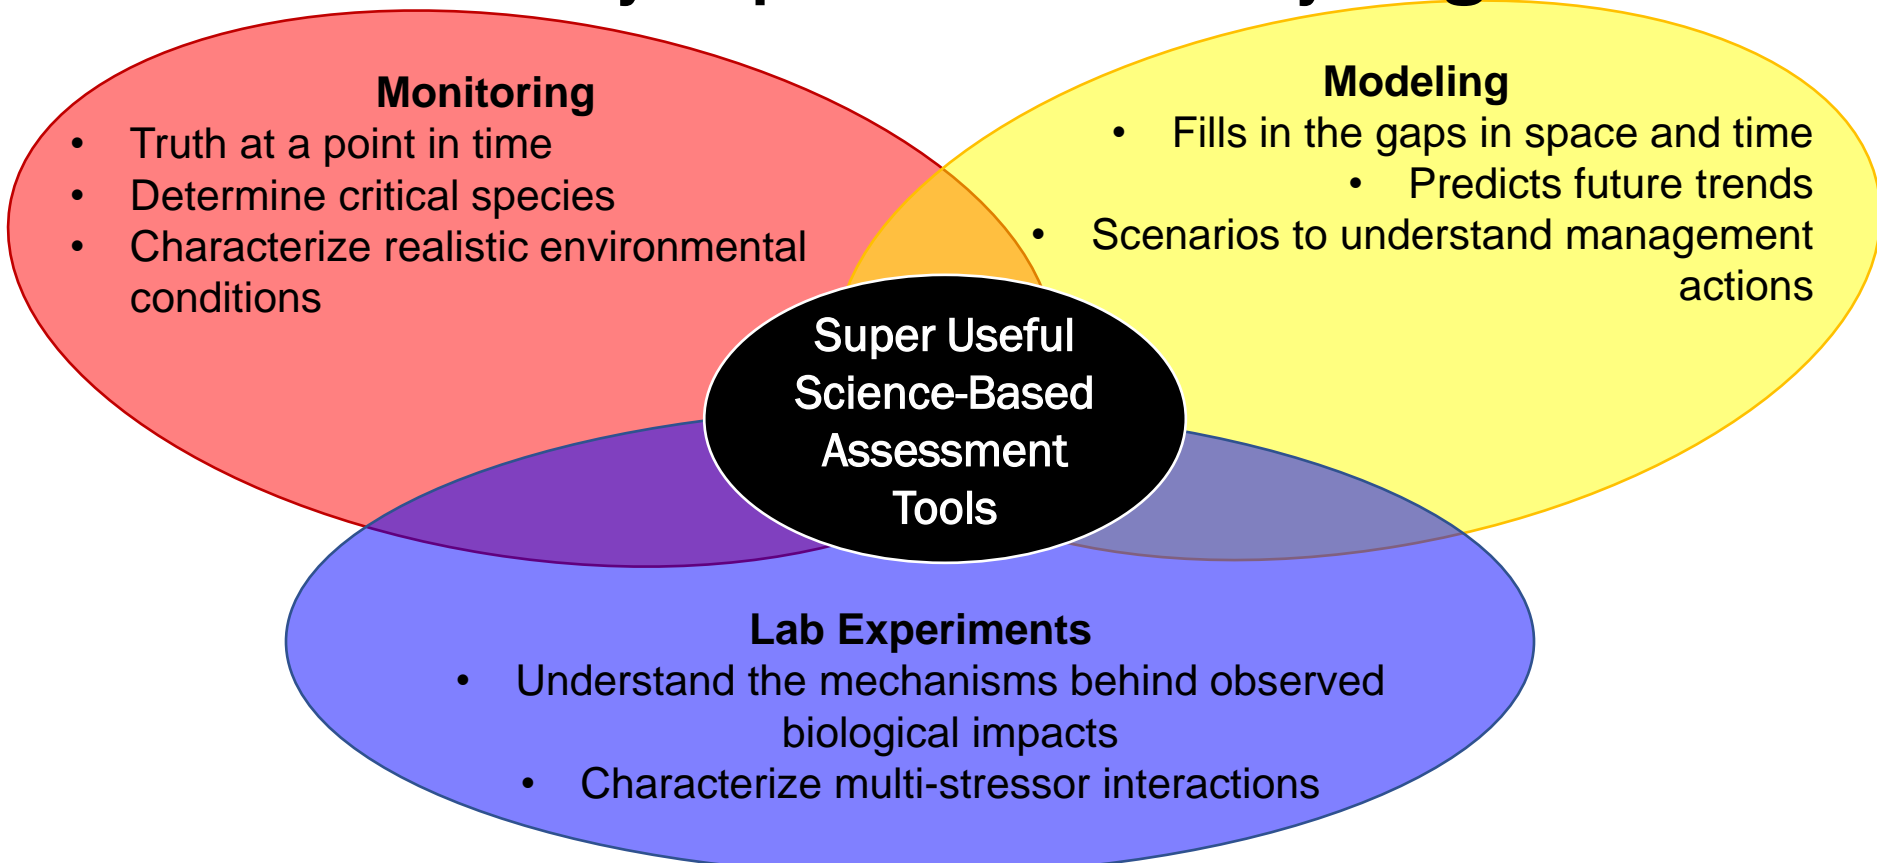 Monitoring
• Truth at a point in time
• Determine critical species
• Characterize realistic environmental
conditions
Modeling
• Fills in the gaps in space and time
• Predicts future trends
• Scenarios to understand management
actions
Super Useful
Science-Based
Assessment
Tools
Lab Experiments
• Understand the mechanisms behind observed
biological impacts
• Characterize multi-stressor interactions